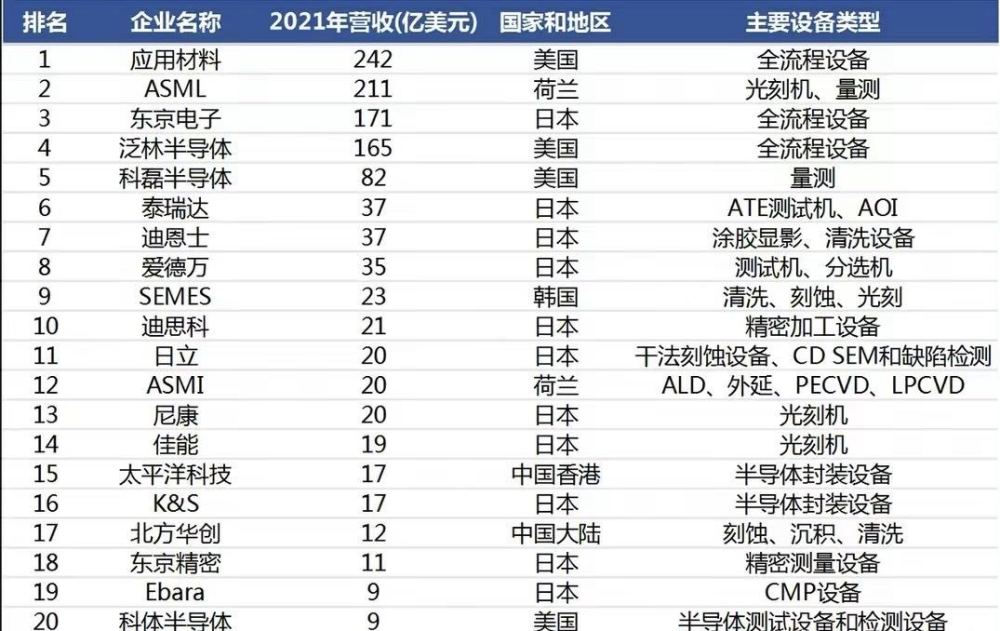 排名 企业名称 2021年营收(亿美元) 国家和地区 主要设备类型
1 应用材料 242 美国 全流程设备
2 ASML 211 荷兰 光刻机、量测
3 东京电子 171 日本 全流程设备
4 泛林半导体 165 美国 全流程设备
5 科磊半导体 82 美国 量测
6 泰瑞达 37 日本 ATE测试机、AOI
7 迪恩士 37 日本 涂胶显影、清洗设备
8 爱德万 35 日本 测试机、分选机
9 SEMES 23 韩国 清洗、刻蚀、光刻
10 迪思科 21 日本 精密加工设备
11 日立 20 日本 干法刻蚀设备、CD SEM和缺陷检测
12 ASMI 20 荷兰 ALD、外延、PECVD、LPCVD
13 尼康 20 日本 光刻机
14 佳能 19 日本 光刻机
15 太平洋科技 17 中国香港 半导体封装设备
16 K&S 17 日本 半导体封装设备
17 北方华创 12 中国大陆 刻蚀、沉积、清洗
18 东京精密 11 日本 精密测量设备
19 Ebara 9 日本 CMP设备
20 科体半导体 9 美国 半导体测试设备和检测设备